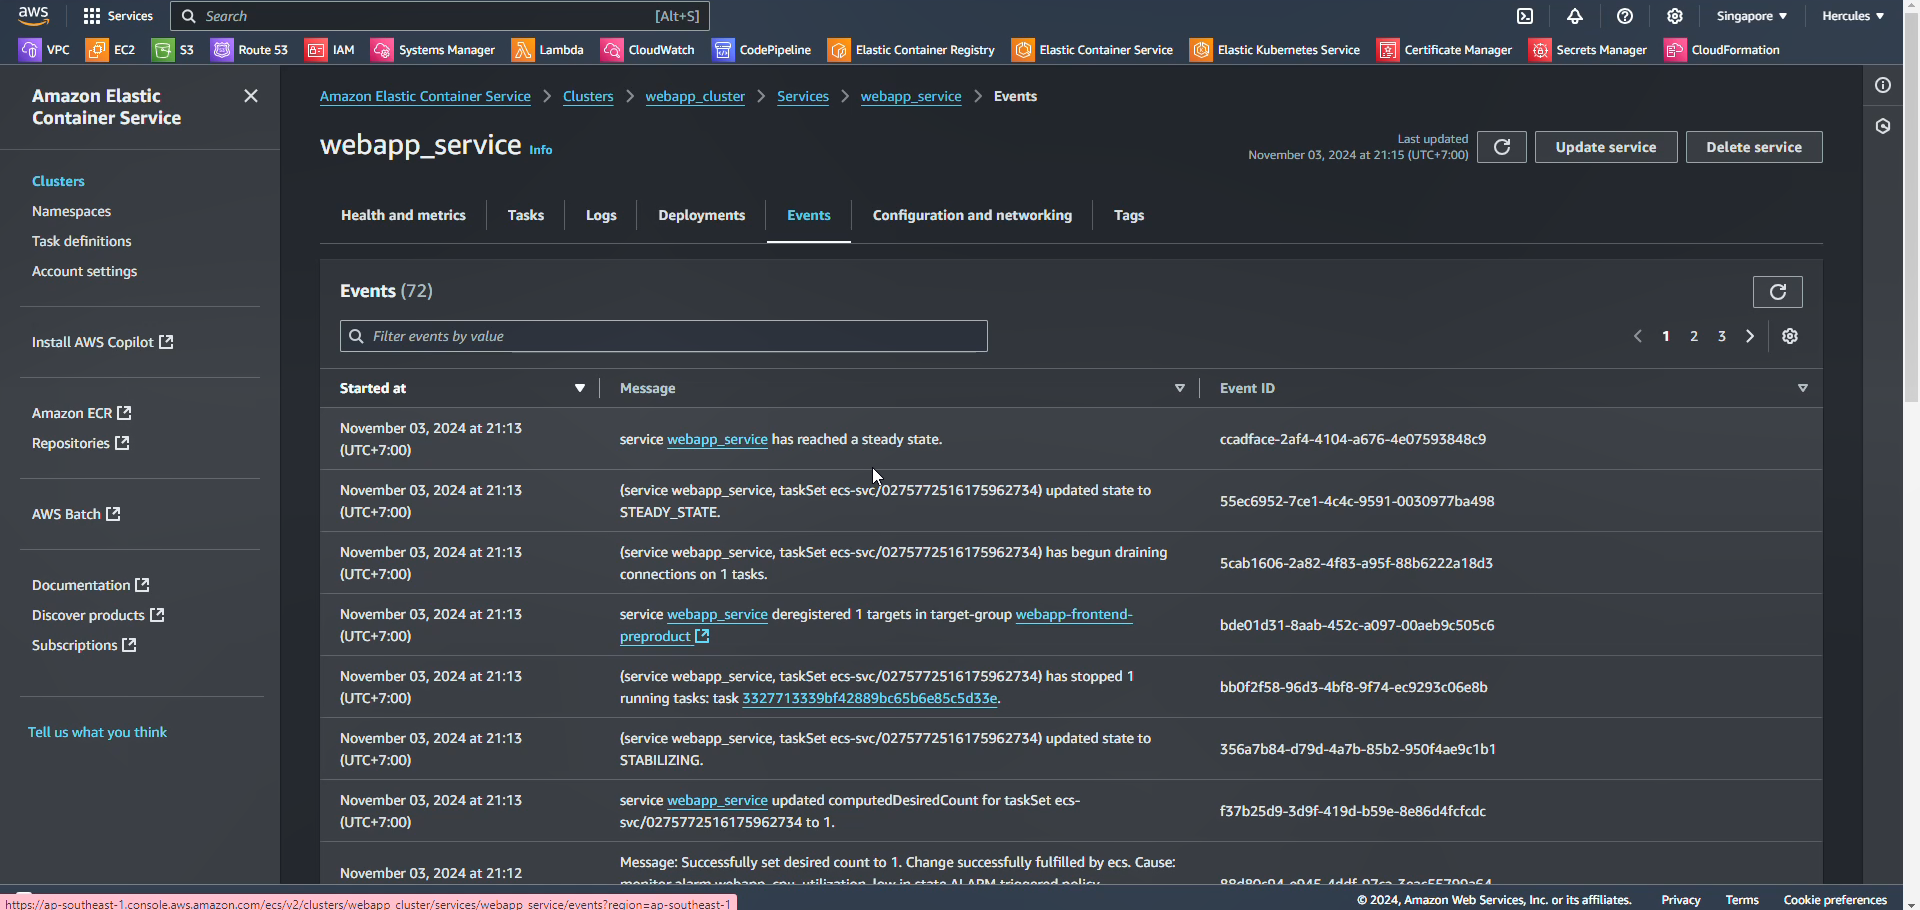 aws
Services
Search
[Alt+S]
Singapore
Hercules
VPC
EC2
S3
Route 53
IAM
Systems Manager
Lambda
CloudWatch
CodePipeline
Elastic Container Registry
Elastic Container Service
Elastic Kubernetes Service
Certificate Manager
Secrets Manager
CloudFormation
Amazon Elastic
Container Service
Clusters
Namespaces
Task definitions
Account settings
Install AWS Copilot
Amazon ECR
Repositories
AWS Batch
Documentation
Discover products
Subscriptions
Tell us what you think
Amazon Elastic Container Service > Clusters > webapp_cluster > Services > webapp_service > Events
webapp_service Info
Last updated
November 03, 2024 at 21:15 (UTC+7:00)
Update service
Delete service
Health and metrics
Tasks
Logs
Deployments
Events
Configuration and networking
Tags
Events (72)
Filter events by value
1 2 3
Started at
Message
Event ID
November 03, 2024 at 21:13
(UTC+7:00)
service webapp_service has reached a steady state.
ccadface-2af4-4104-a676-4e07593848c9
November 03, 2024 at 21:13
(UTC+7:00)
(service webapp_service, taskSet ecs-svc/0275772516175962734) updated state to
STEADY_STATE.
55ec6952-7ce1-4c4c-9591-0030977ba498
November 03, 2024 at 21:13
(UTC+7:00)
(service webapp_service, taskSet ecs-svc/0275772516175962734) has begun draining
connections on 1 tasks.
5cab1606-2a82-4f83-a95f-88b6222a18d3
November 03, 2024 at 21:13
(UTC+7:00)
service webapp_service deregistered 1 targets in target-group webapp-frontend-
preproduct
bde01d31-8aab-452c-a097-00aeb9c505c6
November 03, 2024 at 21:13
(UTC+7:00)
(service webapp_service, taskSet ecs-svc/0275772516175962734) has stopped 1
running tasks: task 3327713339bf42889bc65b6e85c5d33e.
bb0f2f58-96d3-4bf8-9f74-ec9293c06e8b
November 03, 2024 at 21:13
(UTC+7:00)
(service webapp_service, taskSet ecs-svc/0275772516175962734) updated state to
STABILIZING.
356a7b84-d79d-4a7b-85b2-950f4ae9c1b1
November 03, 2024 at 21:13
(UTC+7:00)
service webapp_service updated computedDesiredCount for taskSet ecs-
svc/0275772516175962734 to 1.
f37b25d9-3d9f-419d-b59e-8e86d4fcfcdc
November 03, 2024 at 21:12
Message: Successfully set desired count to 1. Change successfully fulfilled by ecs. Cause:
monitor alarm webapp_cpu_utilization_low in state ALARM triggered policy
https://ap-southeast-1.console.aws.amazon.com/ecs/v2/clusters/webapp_cluster/services/webapp_service/events?region=ap-southeast-1
© 2024, Amazon Web Services, Inc. or its affiliates.
Privacy
Terms
Cookie preferences